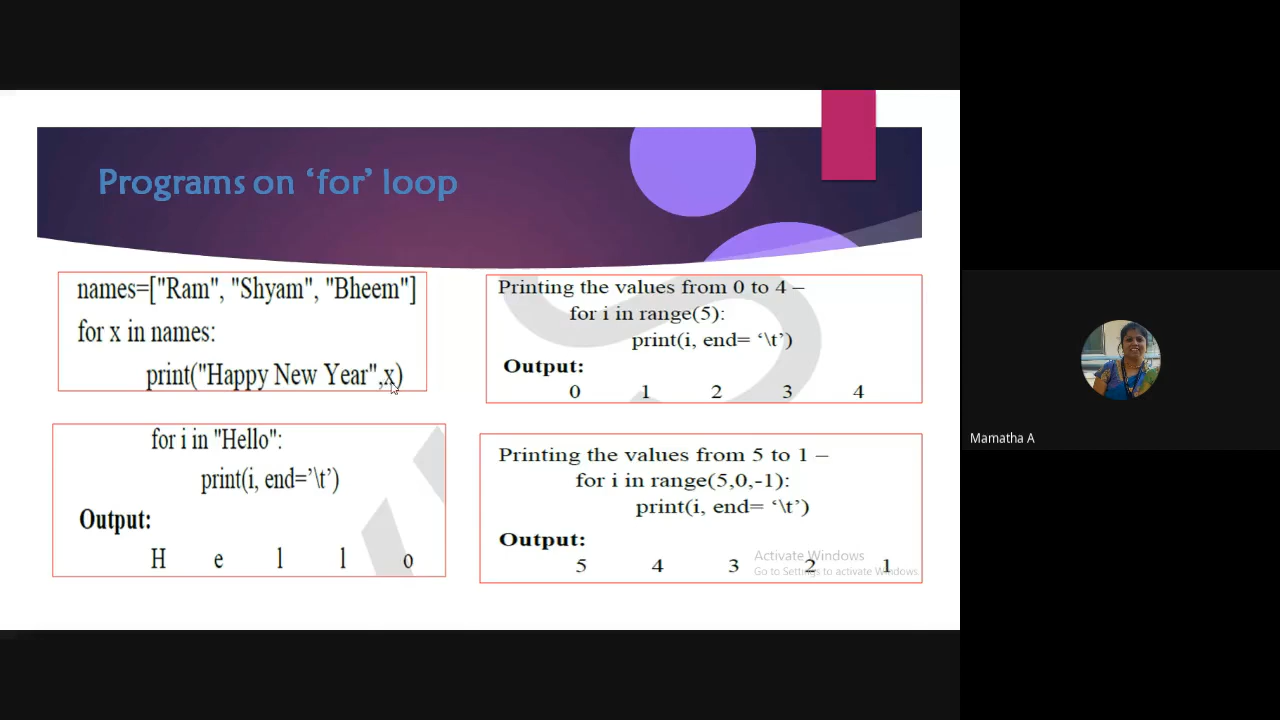 Programs on ‘for’ loop
names=["Ram", "Shyam", "Bheem"]
for x in names:
print("Happy New Year",x)
Printing the values from 0 to 4 –
for i in range(5):
print(i, end= ‘\t’)
Output:
0 1 2 3 4
for i in "Hello":
print(i, end=’\t’)
Output:
H e l l o
Printing the values from 5 to 1 –
for i in range(5,0,-1):
print(i, end= ‘\t’)
Output:
5 4 3 2 1
Activate Windows
Go to Settings to activate Windows.
Mamatha A